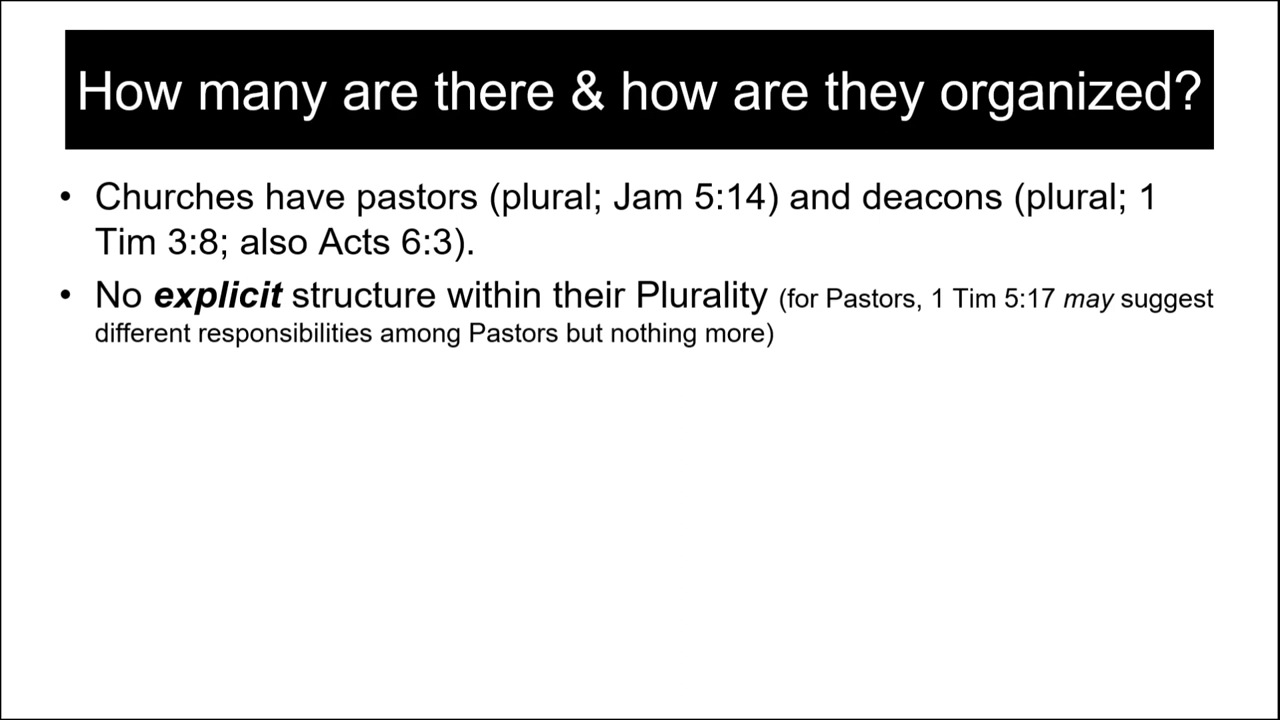 How many are there & how are they organized?
• Churches have pastors (plural; Jam 5:14) and deacons (plural; 1
Tim 3:8; also Acts 6:3).
• No explicit structure within their Plurality (for Pastors, 1 Tim 5:17 may suggest
different responsibilities among Pastors but nothing more)